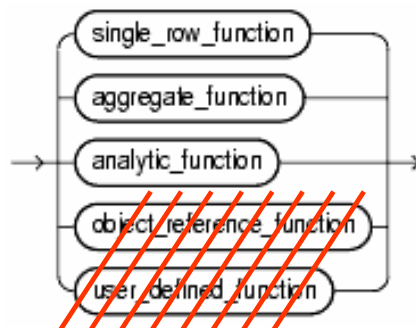 single_row_function
aggregate_function
analytic_function
object_reference_function
user_defined_function